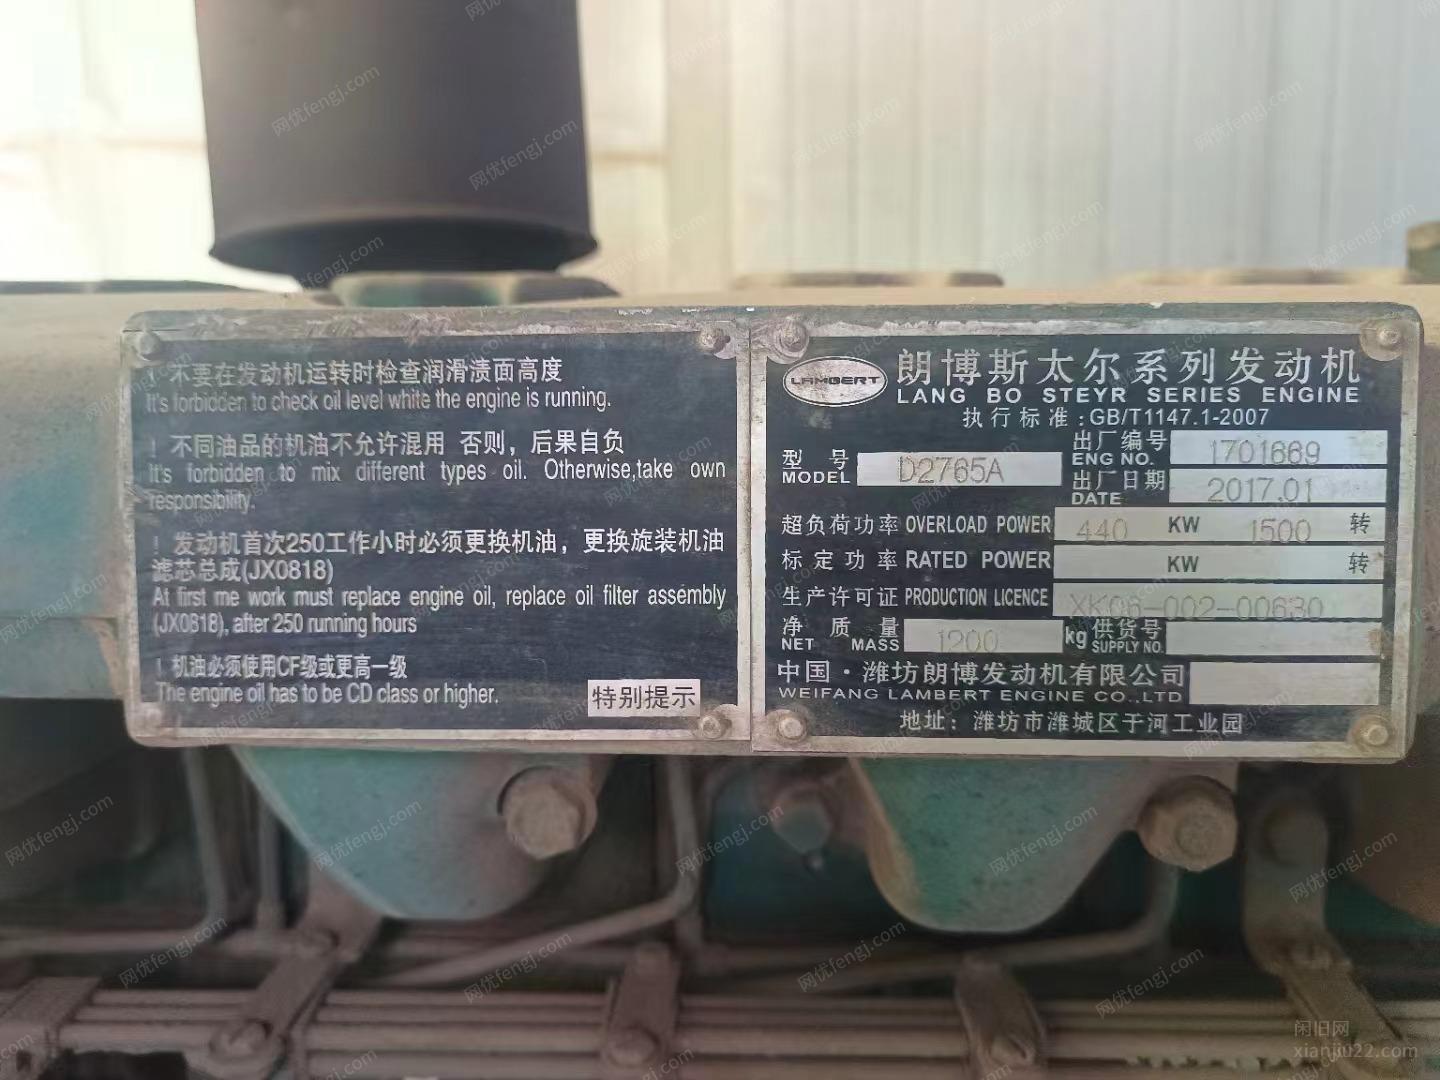 ! 不要在发动机运转时检查润滑渍面高度
It's forbidden to check oil level white the engine is running.
! 不同油品的机油不允许混用 否则，后果自负
It's forbidden to mix different types oil. Otherwise,take own
responsibility.
! 发动机首次250工作小时必须更换机油，更换旋装机油
滤芯总成(JX0818)
At first me work must replace engine oil, replace oil filter assembly
(JX0818), after 250 running hours
! 机油必须使用CF级或更高一级
The engine oil has to be CD class or higher.
特别提示
LAMBERT
朗博斯太尔系列发动机
LANG BO STEYR SERIES ENGINE
执行标准:GB/T1147.1-2007
型号 MODEL D2765A
出厂编号 ENG NO. 1701669
出厂日期 DATE 2017.01
超负荷功率 OVERLOAD POWER 440 KW 1500 转
标定功率 RATED POWER KW 转
生产许可证 PRODUCTION LICENCE XK06-002-00630
净质量 NET MASS 1200 kg 供货号 SUPPLY NO.
中国·潍坊朗博发动机有限公司
WEIFANG LAMBERT ENGINE CO.,LTD
地址: 潍坊市潍城区于河工业园
网优fengj.com
闲旧网
xianjiu22.com